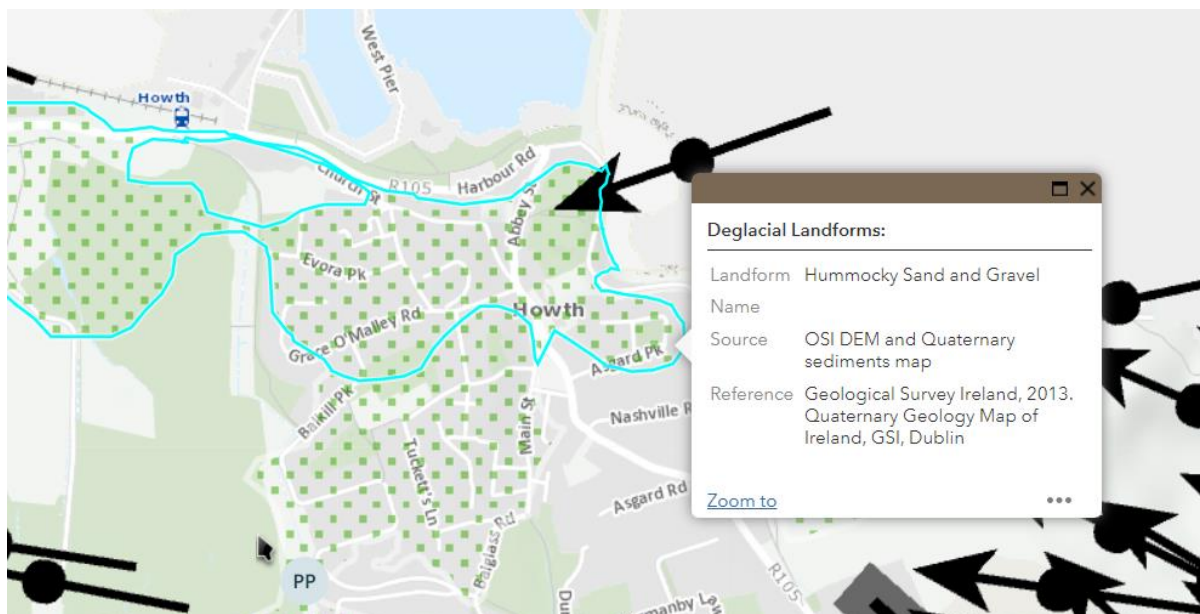 West Pier
Howth
Church St
R105
Harbour Rd
Abbey St
Evora Pk
Howth
Grace O'Malley Rd
Asgard Pk
Balkill Pk
Main St
Nashville R
Tuckett's Ln
Asgard Rd
Balglass Rd
R105
PP
Du
manby Law
Deglacial Landforms:
Landform Hummocky Sand and Gravel
Name
Source OSI DEM and Quaternary
sediments map
Reference Geological Survey Ireland, 2013.
Quaternary Geology Map of
Ireland, GSI, Dublin
Zoom to